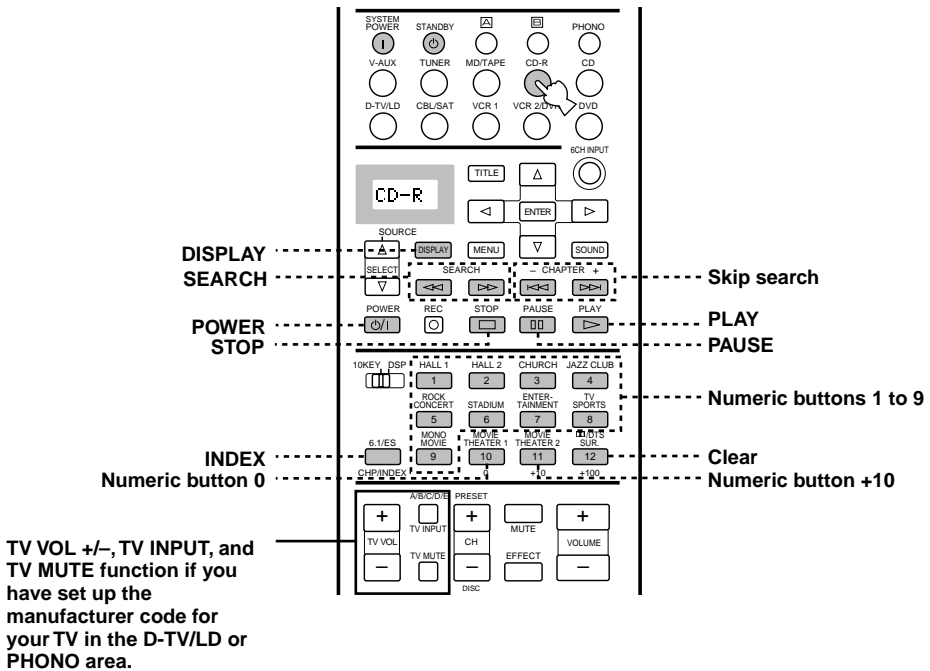 SYSTEM
POWER STANDBY A B PHONO
V-AUX TUNER MD/TAPE CD-R CD
D-TV/LD CBL/SAT VCR 1 VCR 2/DVR DVD
6CH INPUT
TITLE
CD-R
ENTER
SOURCE
DISPLAY DISPLAY MENU SOUND
SEARCH SELECT SEARCH – CHAPTER + Skip search
POWER REC STOP PAUSE PLAY
POWER PLAY
STOP PAUSE
10KEY DSP HALL 1 HALL 2 CHURCH JAZZ CLUB
1 2 3 4
ROCK CONCERT STADIUM ENTER-TAINMENT TV SPORTS
Numeric buttons 1 to 9
5 6 7 8
6.1/ES MONO MOVIE MOVIE THEATER 1 MOVIE THEATER 2 /DTS SUR.
INDEX 9 10 11 12 Clear
Numeric button 0 CHP/INDEX 0 +10 +100 Numeric button +10
A/B/C/D/E PRESET
+ TV INPUT + MUTE +
TV VOL TV MUTE CH EFFECT VOLUME
– – –
DISC
TV VOL +/–, TV INPUT, and
TV MUTE function if you
have set up the
manufacturer code for
your TV in the D-TV/LD or
PHONO area.